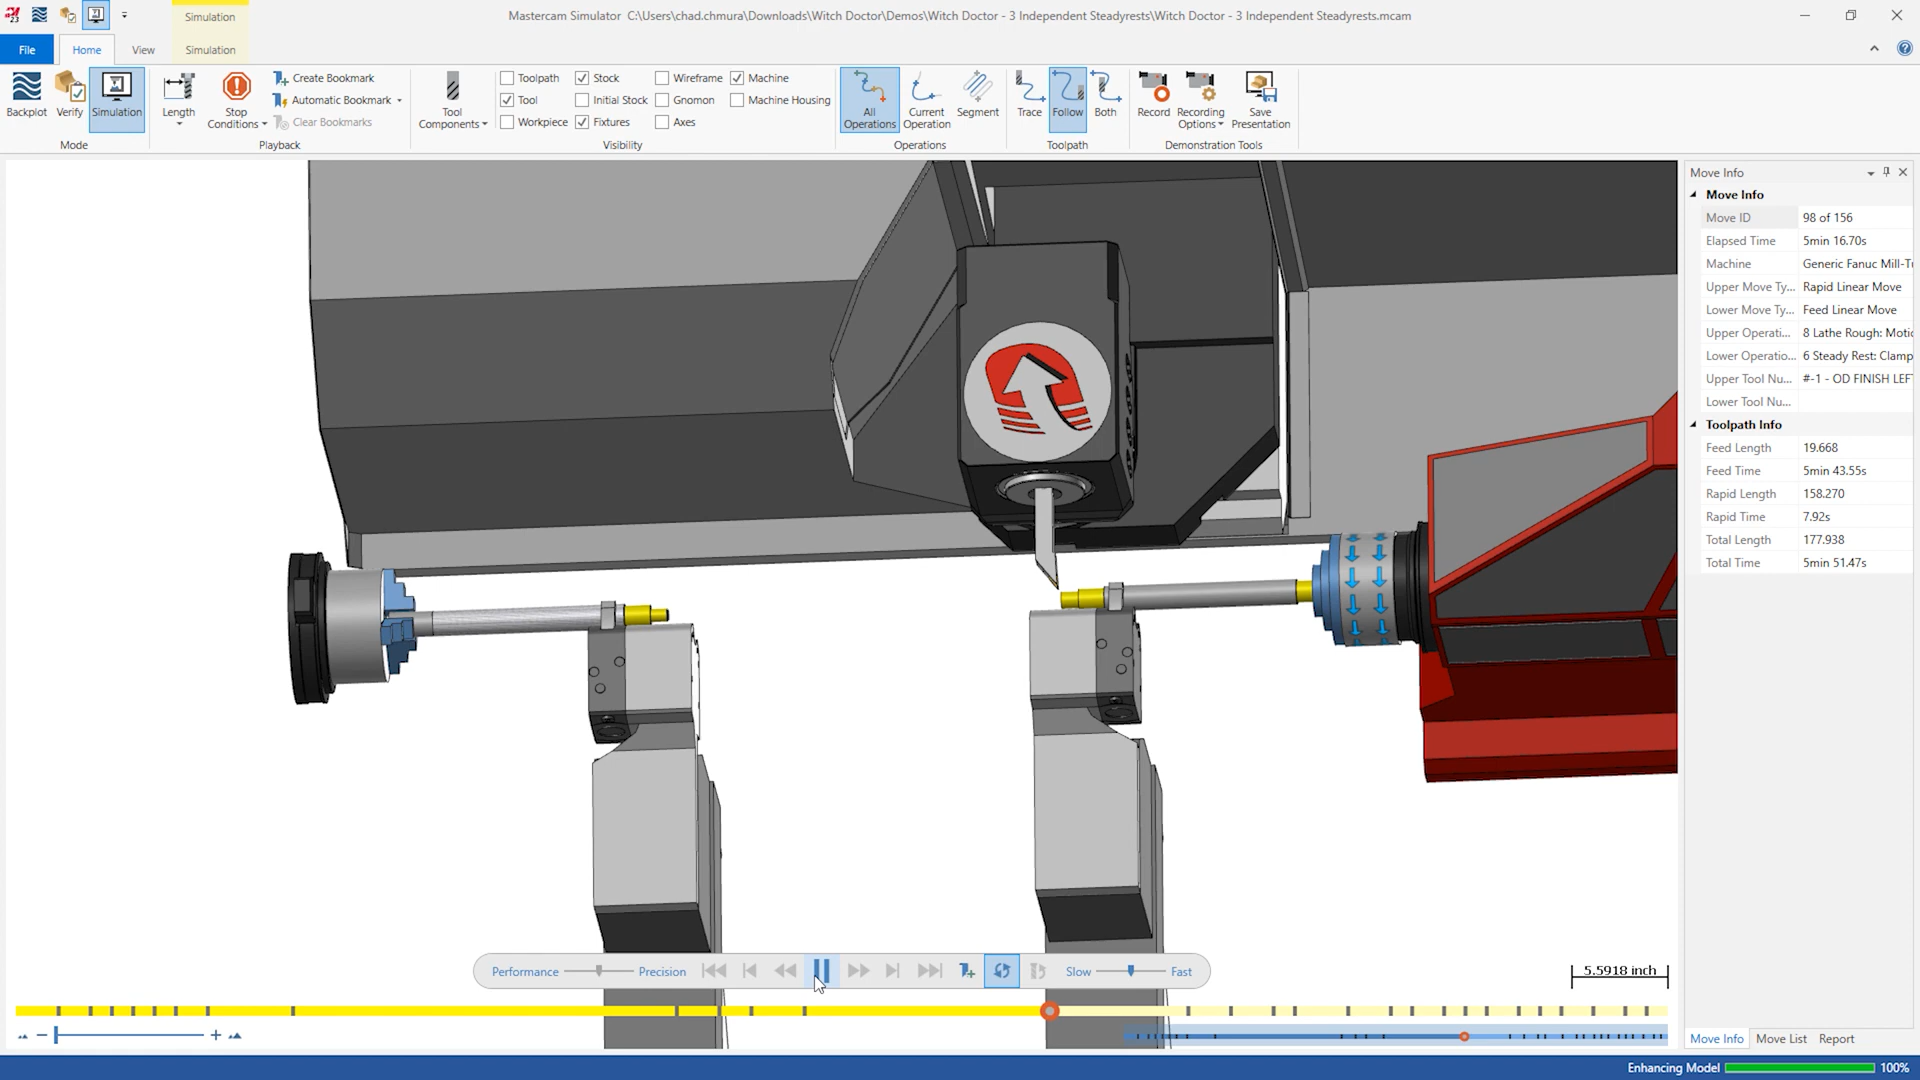 Simulation
Mastercam Simulator C:\Users\chad.chmura\Downloads\Witch Doctor\Demos\Witch Doctor - 3 Independent Steadyrests\Witch Doctor - 3 Independent Steadyrests.mcam
File Home View Simulation
Backplot Verify Simulation
Mode
Length Stop Conditions
Create Bookmark
Automatic Bookmark
Clear Bookmarks
Playback
Tool Components
Toolpath Stock Wireframe Machine
Tool Initial Stock Gnomon Machine Housing
Workpiece Fixtures Axes
Visibility
All Operations Current Operation Segment
Operations
Trace Follow Both
Toolpath
Record Recording Options Save Presentation
Demonstration Tools
Move Info
Move Info
Move ID 98 of 156
Elapsed Time 5min 16.70s
Machine Generic Fanuc Mill-Tu
Upper Move Ty... Rapid Linear Move
Lower Move Ty... Feed Linear Move
Upper Operati... 8 Lathe Rough: Motio
Lower Operatio... 6 Steady Rest: Clamp
Upper Tool Nu... #-1 - OD FINISH LEF
Lower Tool Nu...
Toolpath Info
Feed Length 19.668
Feed Time 5min 43.55s
Rapid Length 158.270
Rapid Time 7.92s
Total Length 177.938
Total Time 5min 51.47s
Performance Precision Slow Fast
5.5918 inch
Move Info Move List Report
Enhancing Model 100%